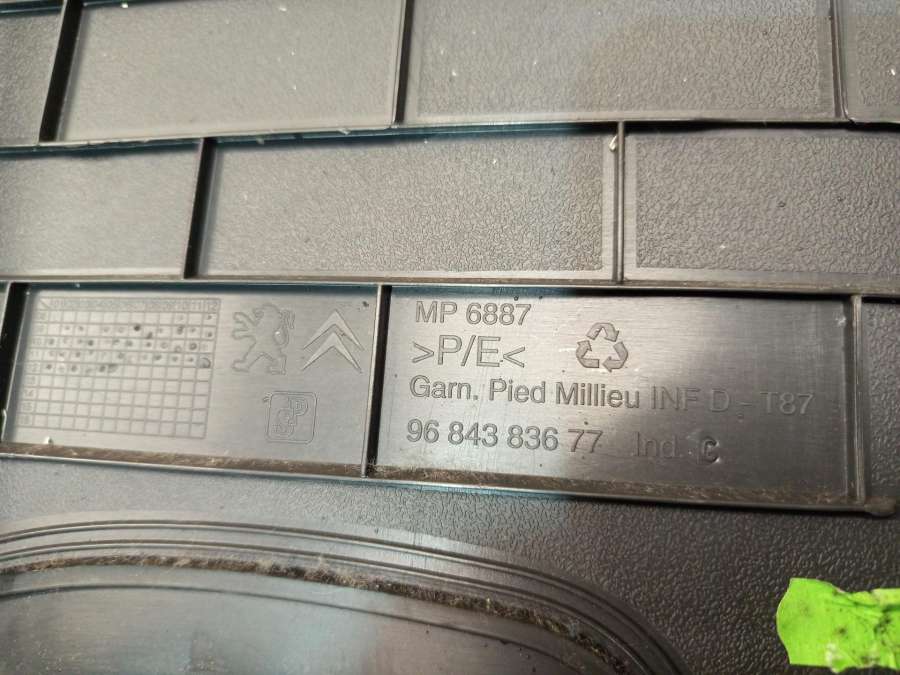 MP 6887
>P/E<
Garn. Pied Millieu INF D - T87
96 843 836 77 Ind. C